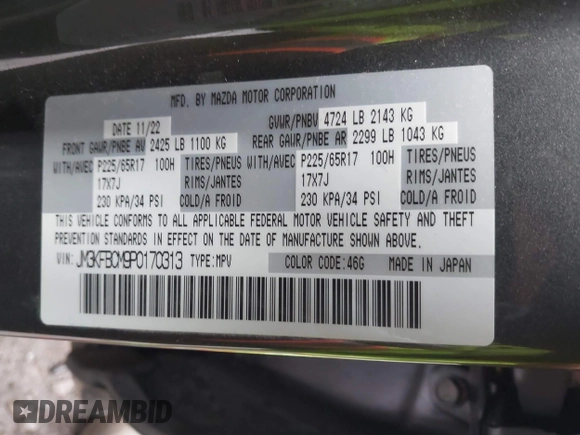 MFD. BY MAZDA MOTOR CORPORATION
DATE 11/22 GVWR/PNBV 4724 LB 2143 KG
FRONT GAWR/PNBE AV 2425 LB 1100 KG REAR GAWR/PNBE AR 2299 LB 1043 KG
WITH/AVEC P225/65R17 100H TIRES/PNEUS WITH/AVEC P225/65R17 100H TIRES/PNEUS
17X7J RIMS/JANTES 17X7J RIMS/JANTES
230 KPA/34 PSI COLD/A FROID 230 KPA/34 PSI COLD/A FROID
THIS VEHICLE CONFORMS TO ALL APPLICABLE FEDERAL MOTOR VEHICLE SAFETY AND THEFT
PREVENTION STANDARDS IN EFFECT ON THE DATE OF MANUFACTURE SHOWN ABOVE.
VIN: JM3KFBCM9P0170313 TYPE:MPV COLOR CODE:46G MADE IN JAPAN
DREAMBID